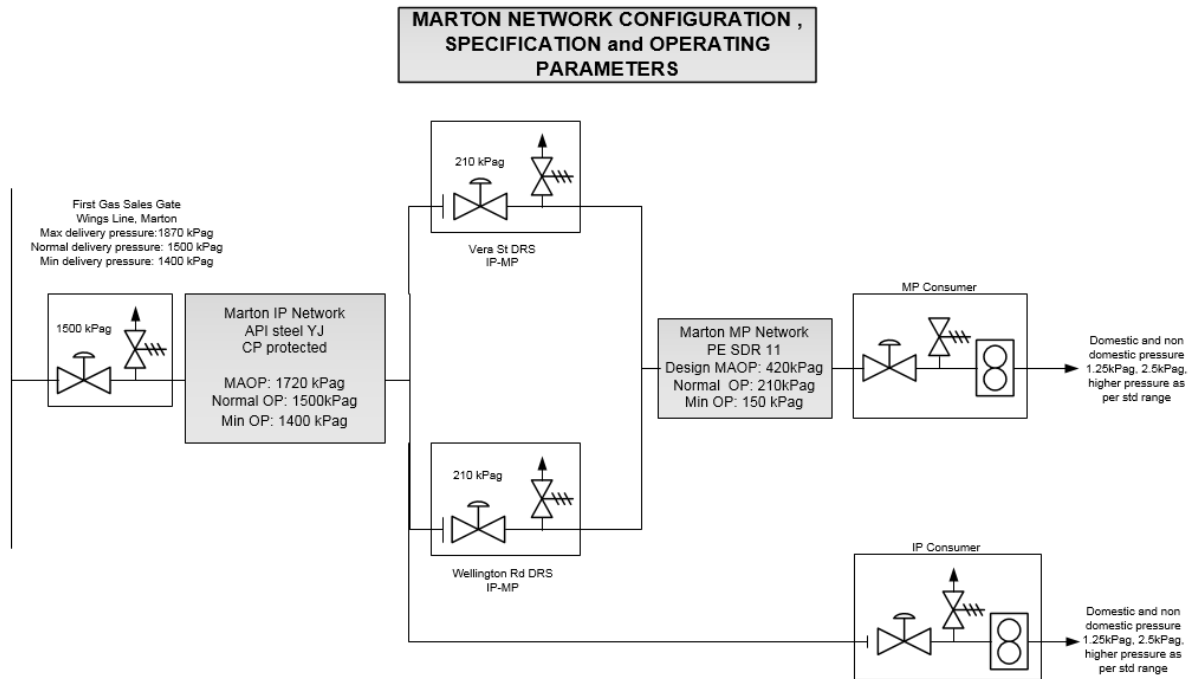 MARTON NETWORK CONFIGURATION ,
SPECIFICATION and OPERATING
PARAMETERS
First Gas Sales Gate
Wings Line, Marton
Max delivery pressure:1870 kPag
Normal delivery pressure: 1500 kPag
Min delivery pressure: 1400 kPag
1500 kPag
Marton IP Network
API steel YJ
CP protected
MAOP: 1720 kPag
Normal OP: 1500kPag
Min OP: 1400 kPag
210 kPag
Vera St DRS
IP-MP
210 kPag
Wellington Rd DRS
IP-MP
Marton MP Network
PE SDR 11
Design MAOP: 420kPag
Normal  OP: 210kPag
Min OP: 150 kPag
MP Consumer
Domestic and non
domestic pressure
1.25kPag, 2.5kPag,
higher pressure as
per std range
IP Consumer
Domestic and non
domestic pressure
1.25kPag, 2.5kPag,
higher pressure as
per std range